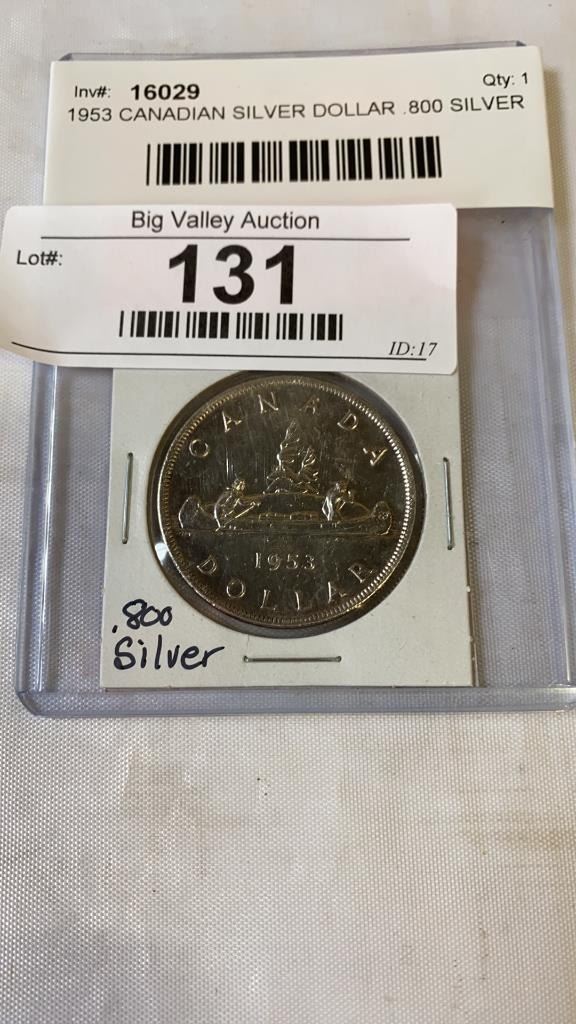 Inv#: 16029 Qty: 1
1953 CANADIAN SILVER DOLLAR .800 SILVER
Big Valley Auction
Lot#: 131
ID:17
CANADA
1953
DOLLAR
.800
Silver